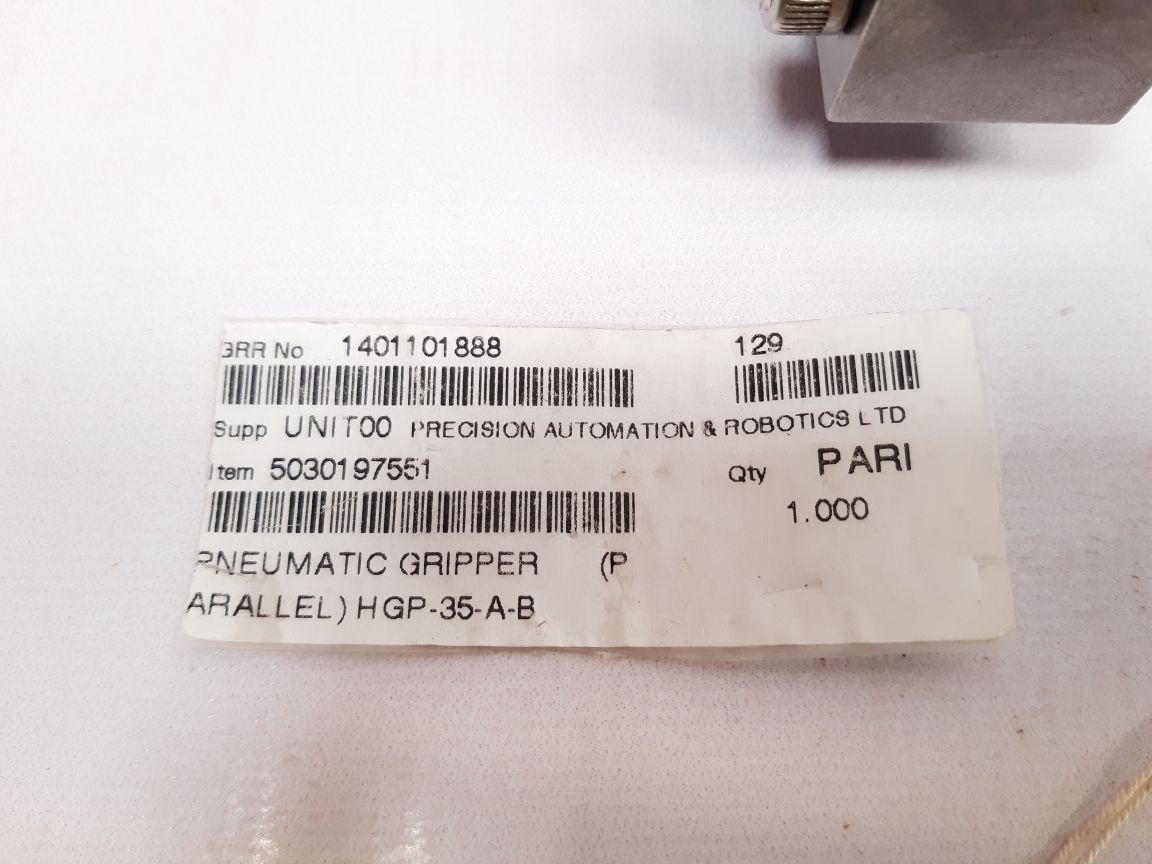 GRR No 1401101888 129
Supp UNIT00 PRECISION AUTOMATION & ROBOTICS LTD
Item 5030197551 Qty PARI
1.000
PNEUMATIC GRIPPER (P
ARALLEL) HGP-35-A-B